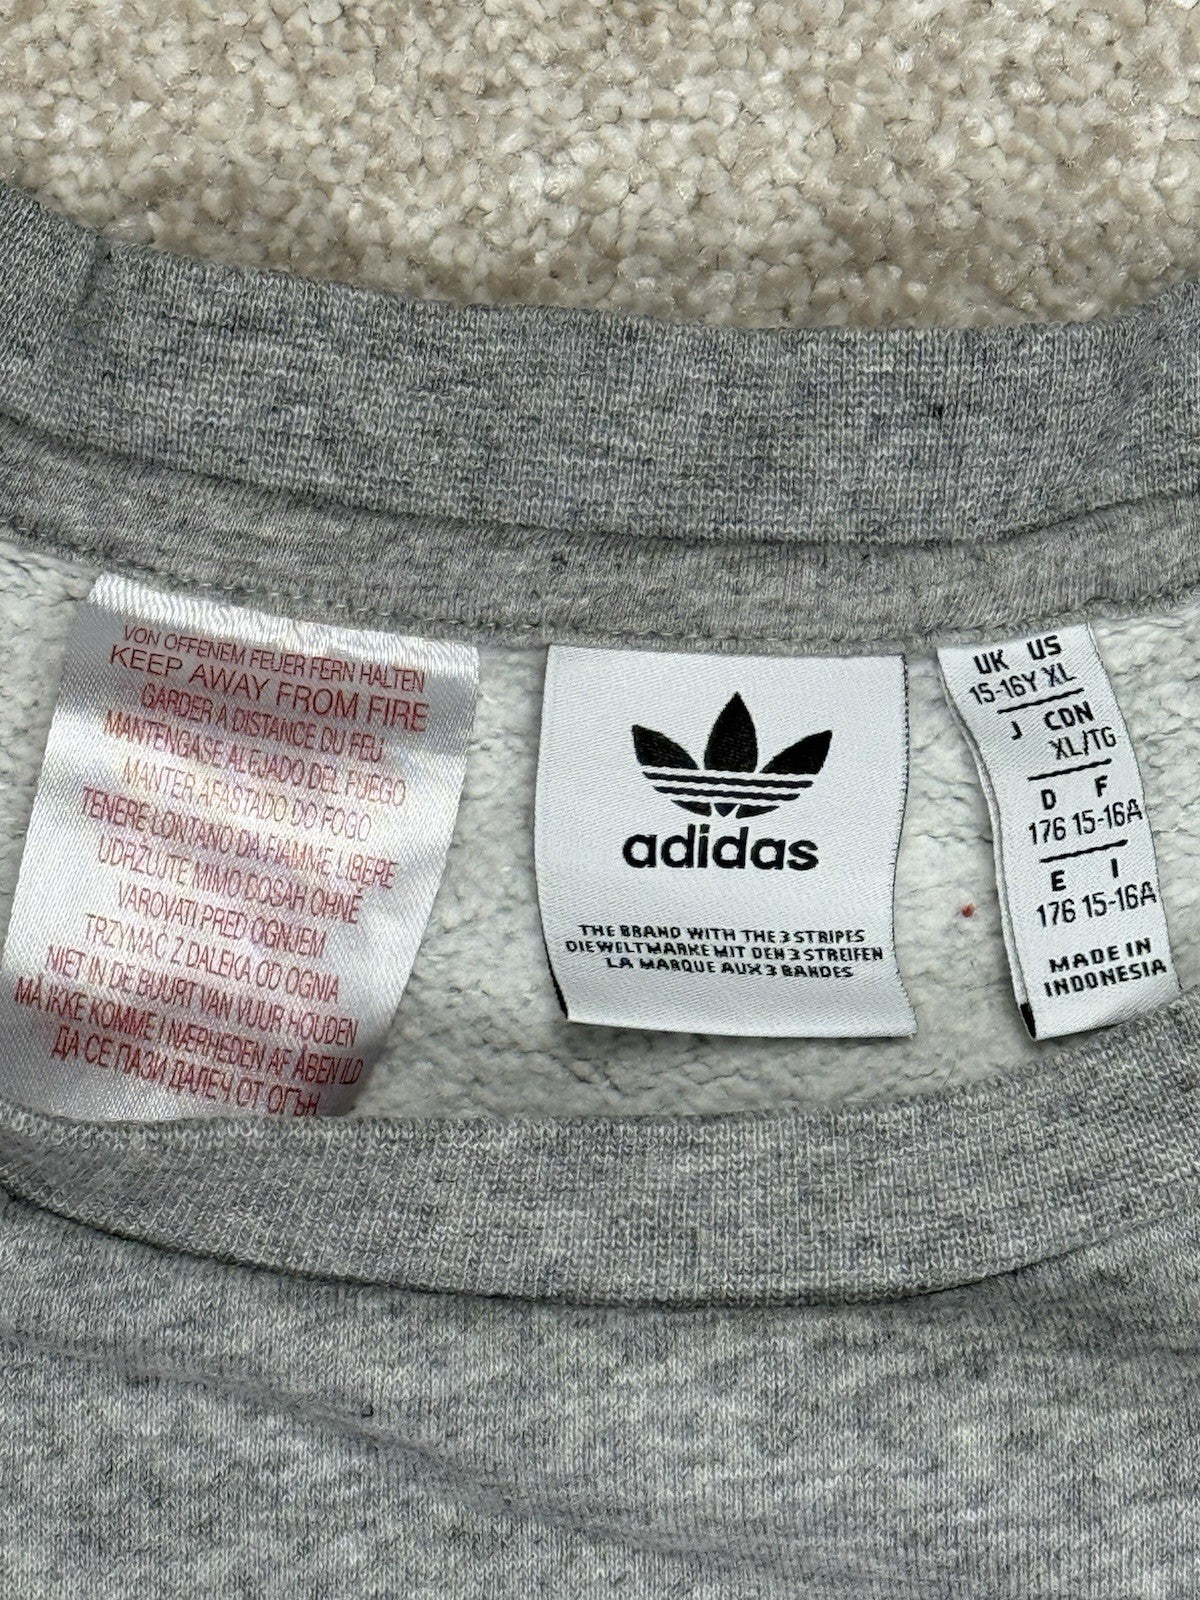 VON OFFENEM FEUER FERN HALTEN
KEEP AWAY FROM FIRE
GARDER A DISTANCE DU FEU
MANTENGASE ALEJADO DEL FUEGO
MANTER AFASTADO DO FOGO
TENERE LONTANO DA FIAMME LIBERE
UDRZUJTE MIMO DOSAH OHNĚ
VAROVATI PRED OGNJEM
TRZYMAC Z DALEKA OD OGNIA
NIET IN DE BUURT VAN VUUR HOUDEN
MÅ IKKE KOMME I NÆRHEDEN AF ÅBEN ILD
ДА СЕ ПАЗИ ДАЛЕЧ ОТ ОГЪН
adidas
THE BRAND WITH THE 3 STRIPES
DIE WELTMARKE MIT DEN 3 STREIFEN
LA MARQUE AUX 3 BANDES
UK US
15-16Y XL
J CDN
XL/TG
D F
176 15-16A
E I
176 15-16A
MADE IN
INDONESIA